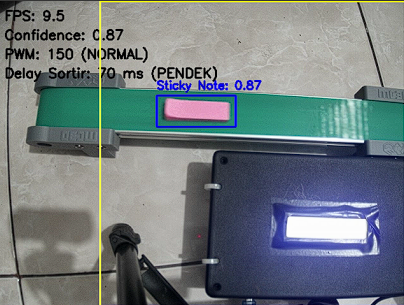 FPS: 9.5
Confidence: 0.87
PWM: 150 (NORMAL)
Delay Sortir: 70 ms (PENDEK)
Sticky Note: 0.87